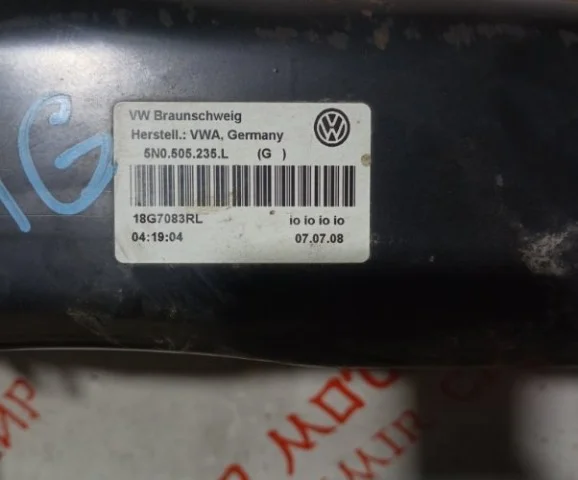 VW Braunschweig
Herstell.: VWA, Germany
5N0.505.235.L (G )
18G7083RL io io io io
04:19:04 07.07.08
G